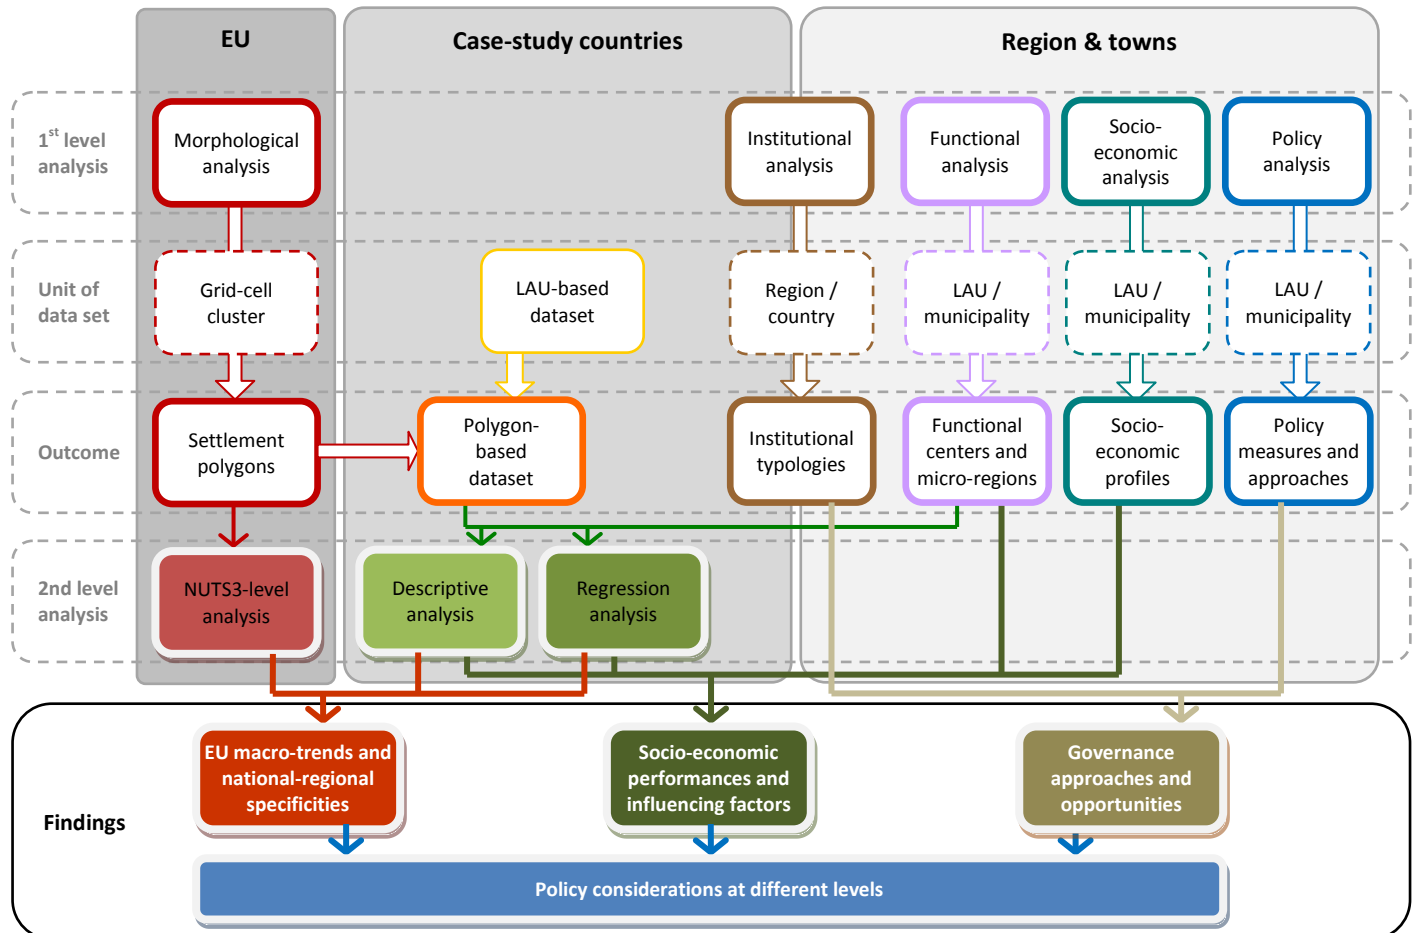 EU
Case-study countries
Region & towns
1st level
analysis
Morphological
analysis
Institutional
analysis
Functional
analysis
Socio-
economic
analysis
Policy
analysis
Unit of
data set
Grid-cell
cluster
LAU-based
dataset
Region /
country
LAU /
municipality
LAU /
municipality
LAU /
municipality
Outcome
Settlement
polygons
Polygon-
based
dataset
Institutional
typologies
Functional
centers and
micro-regions
Socio-
economic
profiles
Policy
measures and
approaches
2nd level
analysis
NUTS3-level
analysis
Descriptive
analysis
Regression
analysis
Findings
EU macro-trends and
national-regional
specificities
Socio-economic
performances and
influencing factors
Governance
approaches and
opportunities
Policy considerations at different levels